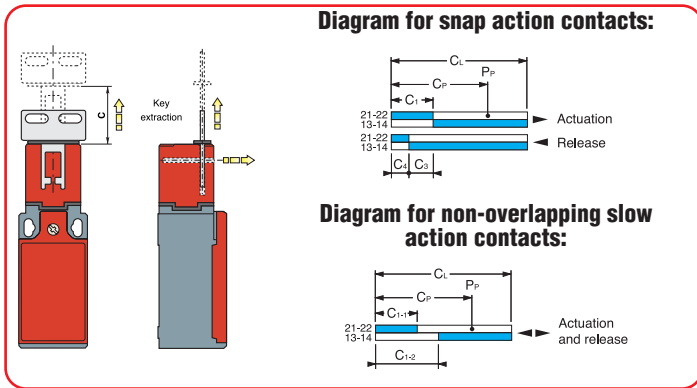 Diagram for snap action contacts:
CL
CP
PP
C1
21-22
13-14
Actuation
21-22
13-14
Release
C4
C3
C
Key
extraction
Diagram for non-overlapping slow
action contacts:
CL
PP
CP
C1-1
21-22
13-14
Actuation
and release
C1-2